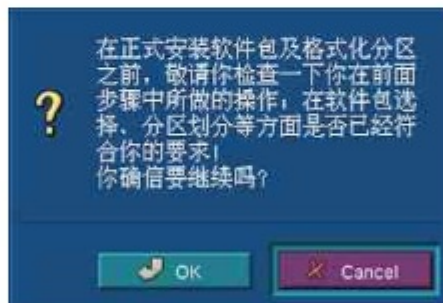 在正式安装软件包及格式化分区
之前，敬请你检查一下你在前面
步骤中所做的操作，在软件包选
择、分区划分等方面是否已经符
合你的要求！
你确信要继续吗？
OK
Cancel